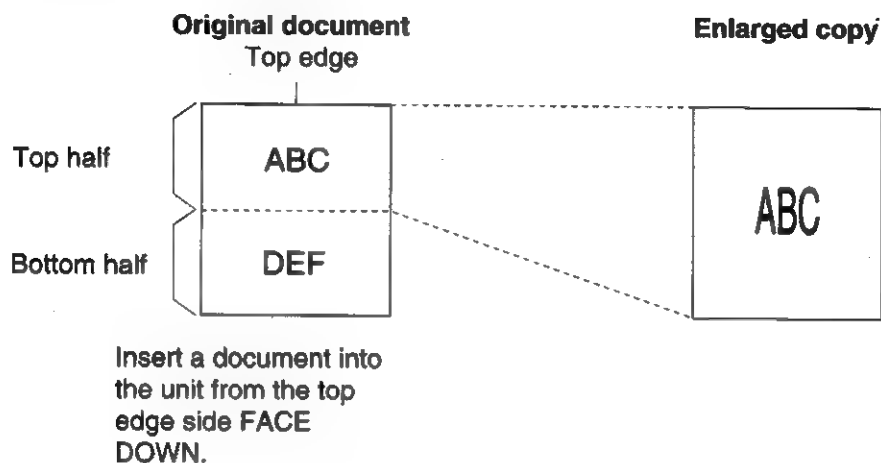 Original document
Top edge
Enlarged copy
Top half
ABC
ABC
Bottom half
DEF
Insert a document into
the unit from the top
edge side FACE
DOWN.